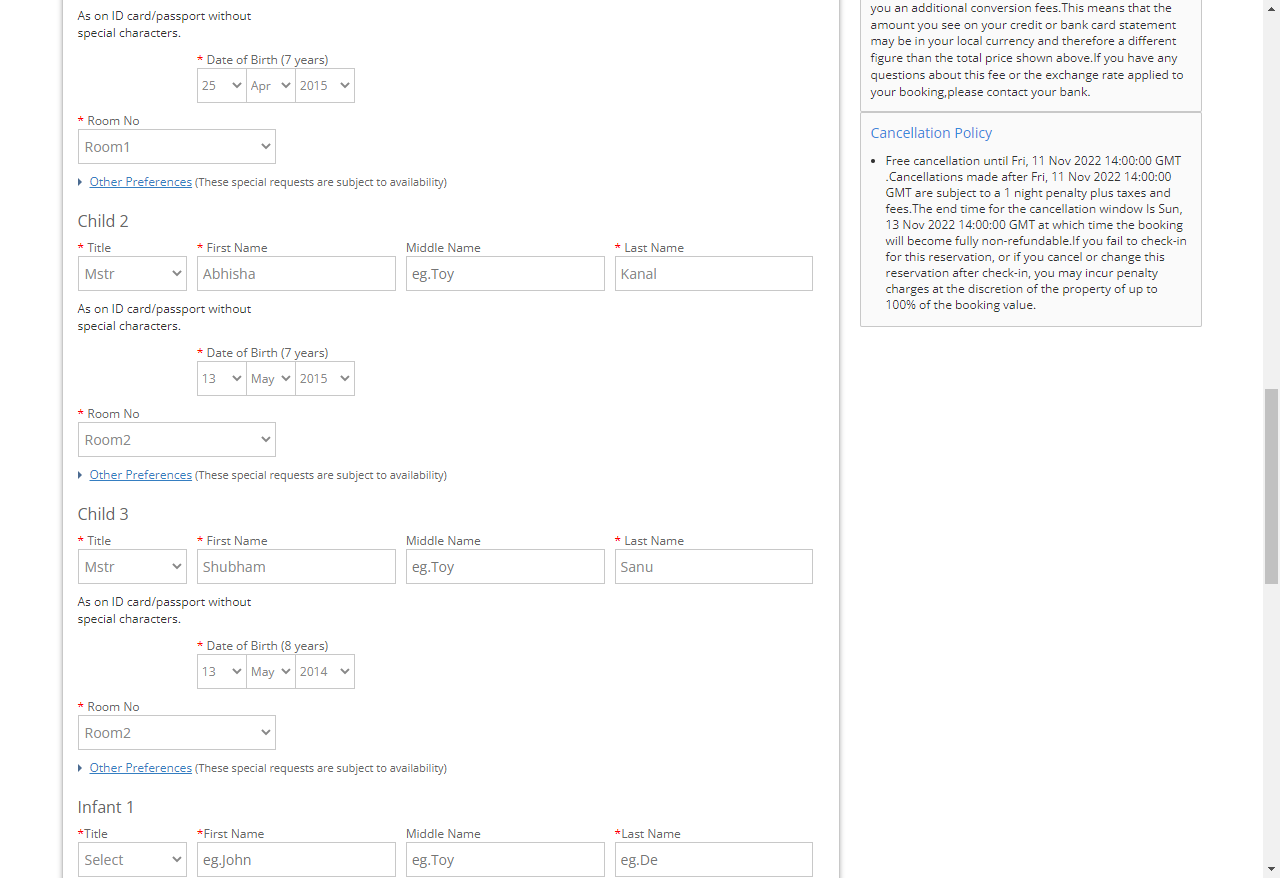 As on ID card/passport without
special characters.
* Date of Birth (7 years)
25 Apr 2015
* Room No
Room1
Other Preferences (These special requests are subject to availability)
Child 2
* Title * First Name Middle Name * Last Name
Mstr Abhisha eg.Toy Kanal
As on ID card/passport without
special characters.
* Date of Birth (7 years)
13 May 2015
* Room No
Room2
Other Preferences (These special requests are subject to availability)
Child 3
* Title * First Name Middle Name * Last Name
Mstr Shubham eg.Toy Sanu
As on ID card/passport without
special characters.
* Date of Birth (8 years)
13 May 2014
* Room No
Room2
Other Preferences (These special requests are subject to availability)
Infant 1
*Title *First Name Middle Name *Last Name
Select eg.John eg.Toy eg.De
you an additional conversion fees.This means that the
amount you see on your credit or bank card statement
may be in your local currency and therefore a different
figure than the total price shown above.If you have any
questions about this fee or the exchange rate applied to
your booking,please contact your bank.
Cancellation Policy
• Free cancellation until Fri, 11 Nov 2022 14:00:00 GMT
.Cancellations made after Fri, 11 Nov 2022 14:00:00
GMT are subject to a 1 night penalty plus taxes and
fees.The end time for the cancellation window Is Sun,
13 Nov 2022 14:00:00 GMT at which time the booking
will become fully non-refundable.If you fail to check-in
for this reservation, or if you cancel or change this
reservation after check-in, you may incur penalty
charges at the discretion of the property of up to
100% of the booking value.